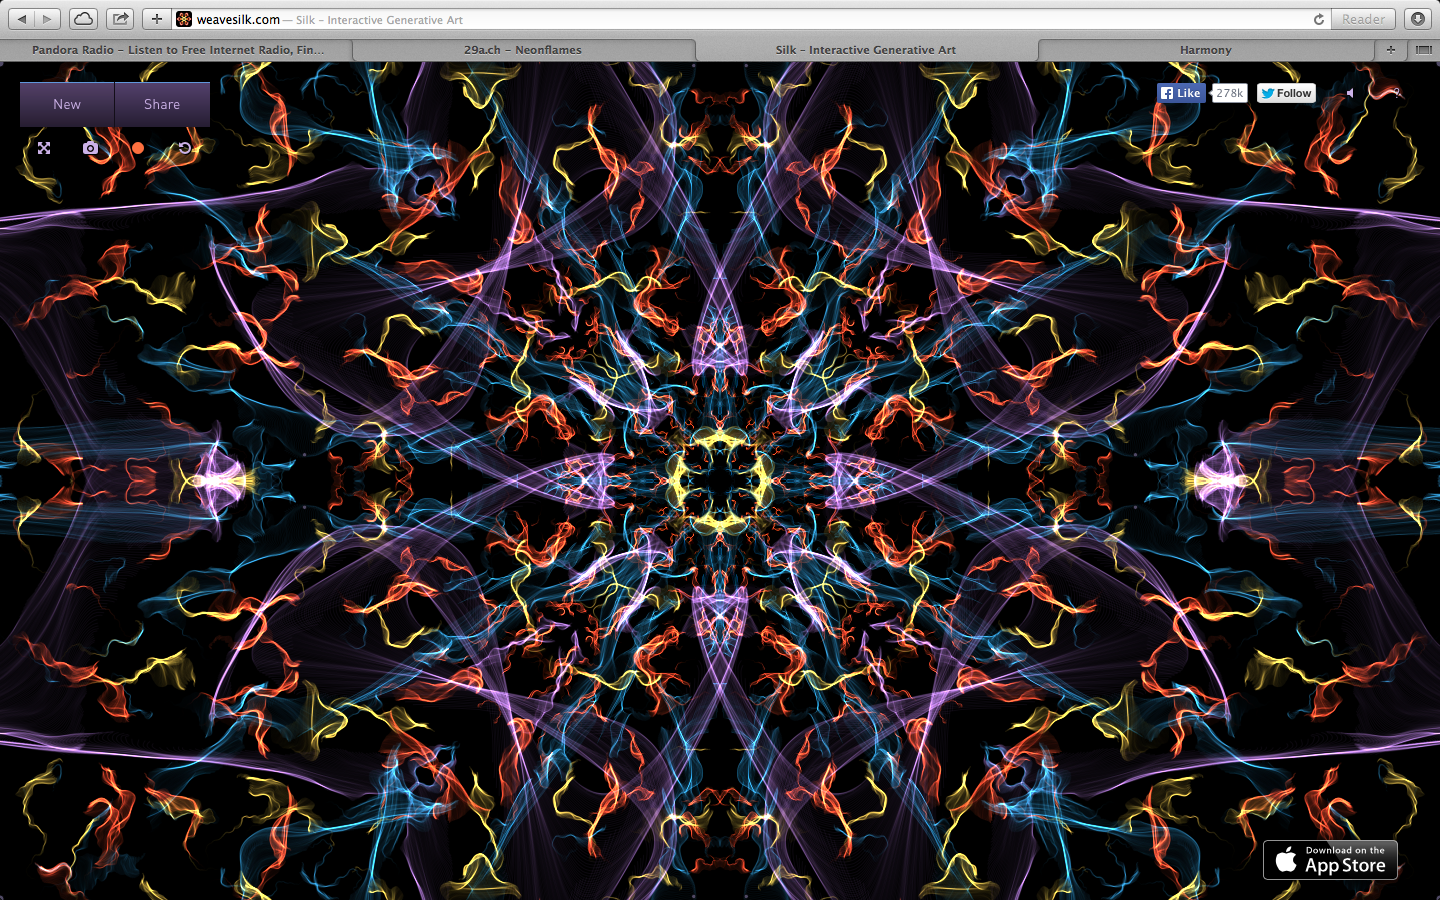 weavesilk.com — Silk – Interactive Generative Art
Reader
Pandora Radio – Listen to Free Internet Radio, Fin...
29a.ch – Neonflames
Silk – Interactive Generative Art
Harmony
New
Share
Like
278k
Follow
?
Download on the
App Store